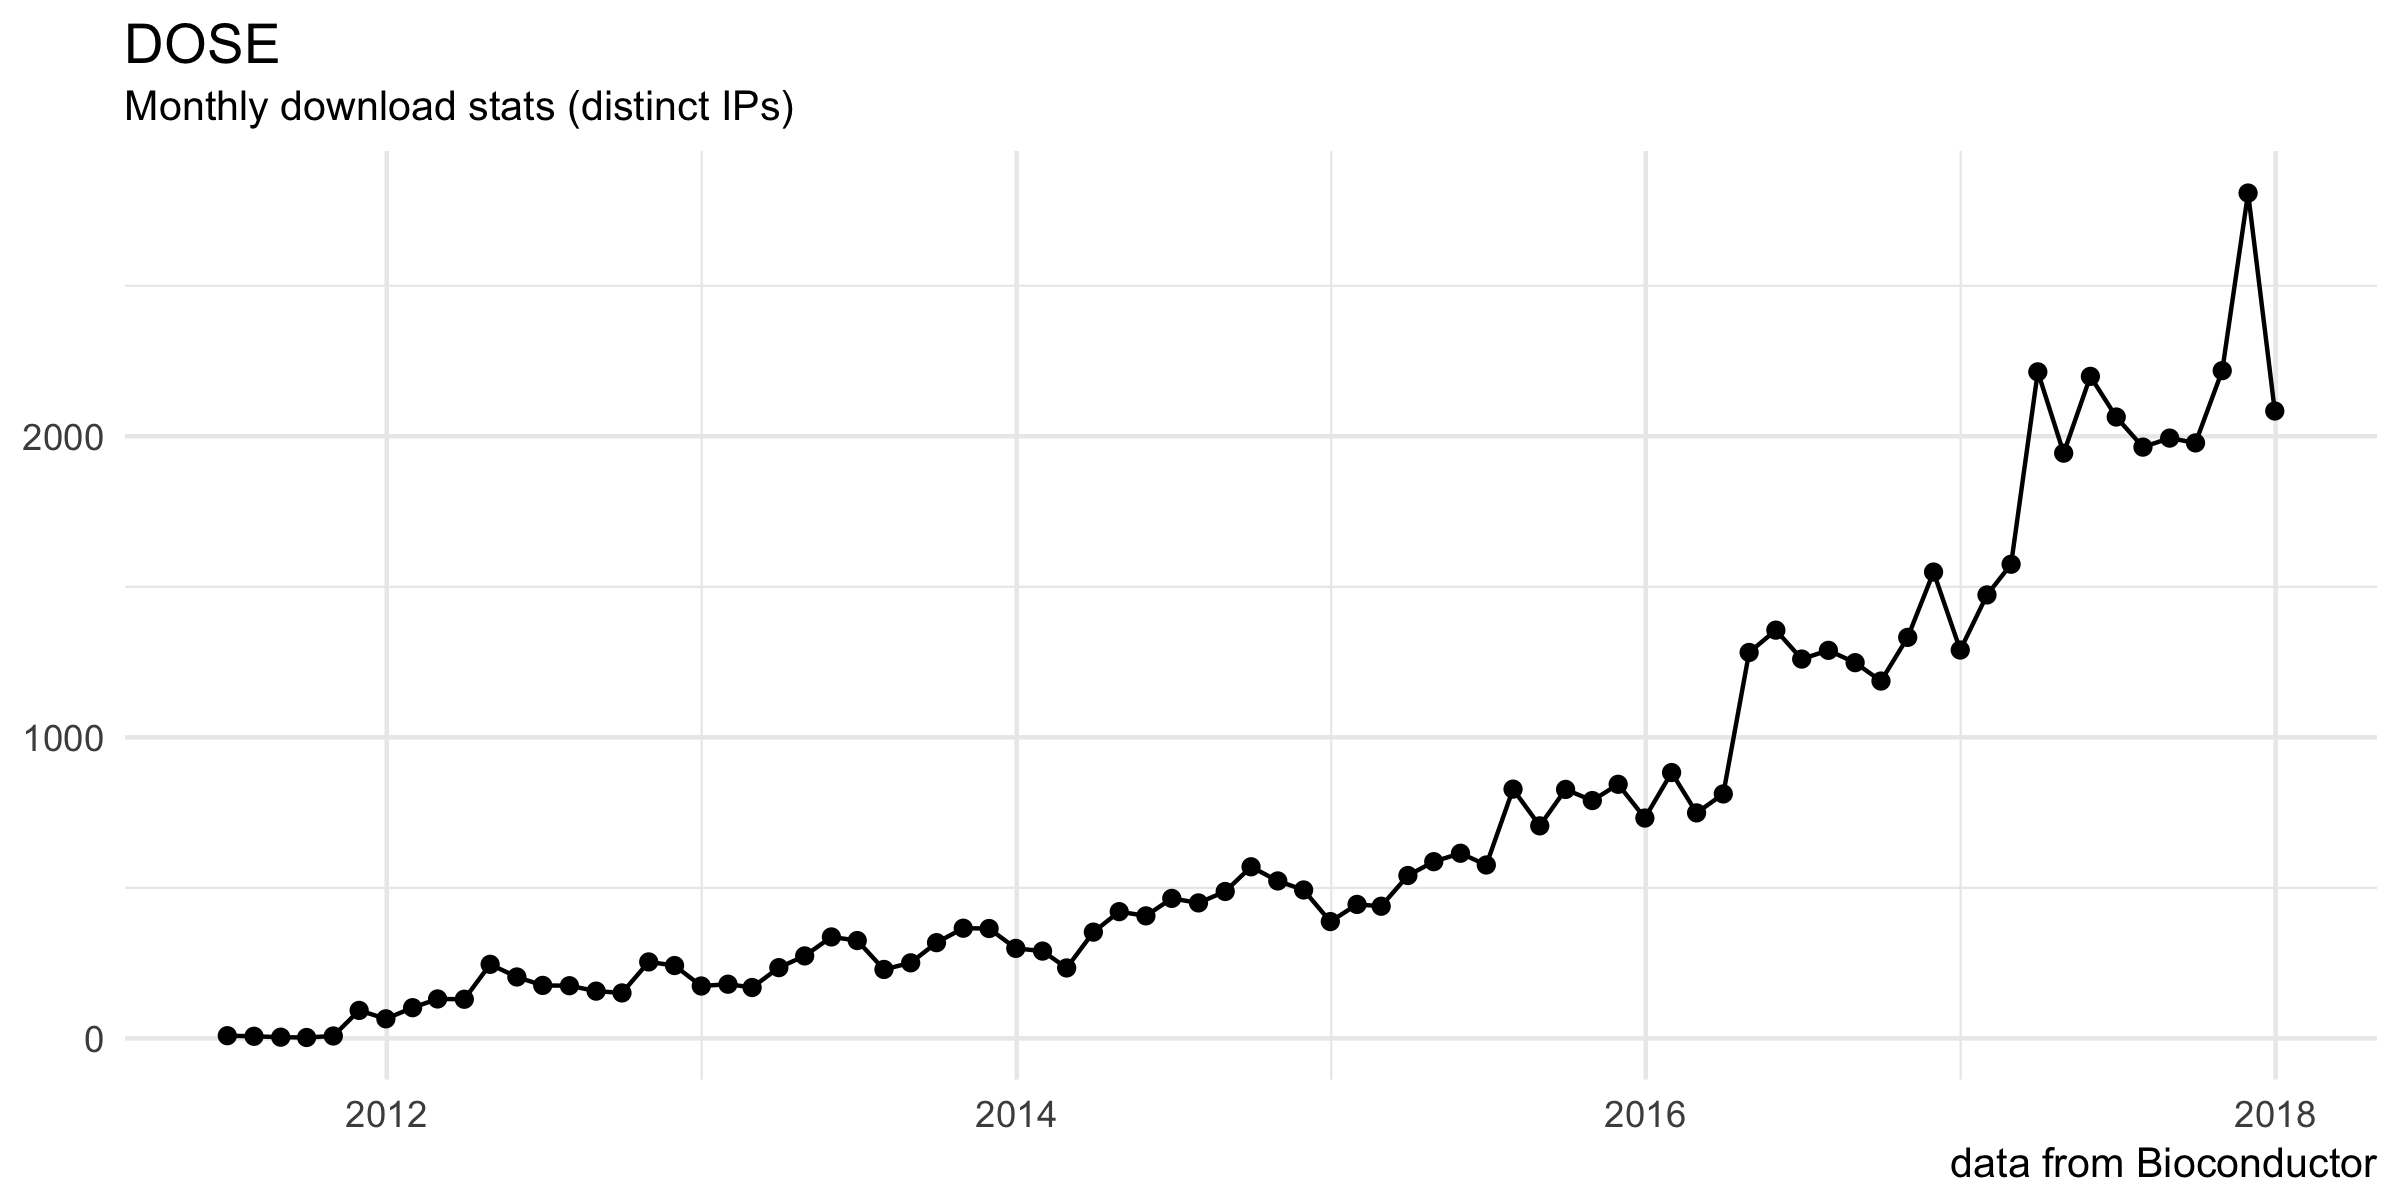 DOSE
Monthly download stats (distinct IPs)
2000
1000
0
2012 2014 2016 2018
data from Bioconductor